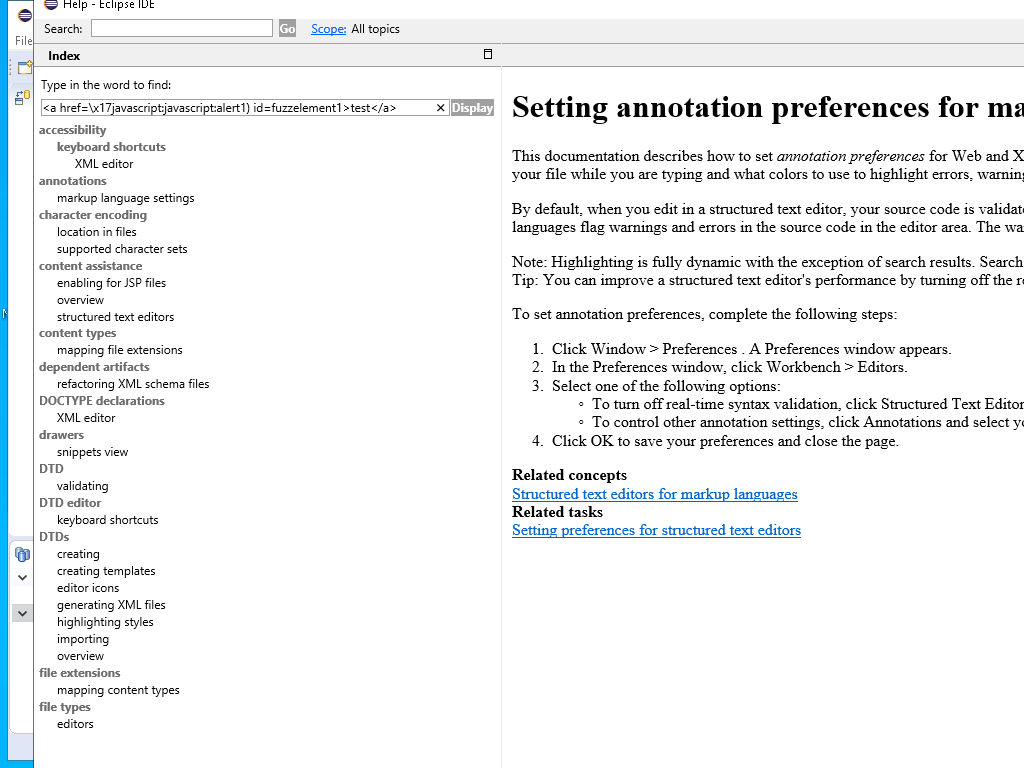 Help - Eclipse IDE
File
Search:
Go
Scope: All topics
Index
Type in the word to find:
<a href=\x17javascript:javascript:alert1) id=fuzzelement1>test</a>
Display
accessibility
keyboard shortcuts
XML editor
annotations
markup language settings
character encoding
location in files
supported character sets
content assistance
enabling for JSP files
overview
structured text editors
content types
mapping file extensions
dependent artifacts
refactoring XML schema files
DOCTYPE declarations
XML editor
drawers
snippets view
DTD
validating
DTD editor
keyboard shortcuts
DTDs
creating
creating templates
editor icons
generating XML files
highlighting styles
importing
overview
file extensions
mapping content types
file types
editors
Setting annotation preferences for ma
This documentation describes how to set annotation preferences for Web and X
your file while you are typing and what colors to use to highlight errors, warning
By default, when you edit in a structured text editor, your source code is validate
languages flag warnings and errors in the source code in the editor area. The wa
Note: Highlighting is fully dynamic with the exception of search results. Search
Tip: You can improve a structured text editor's performance by turning off the re
To set annotation preferences, complete the following steps:
1. Click Window > Preferences . A Preferences window appears.
2. In the Preferences window, click Workbench > Editors.
3. Select one of the following options:
◦ To turn off real-time syntax validation, click Structured Text Editor
◦ To control other annotation settings, click Annotations and select yo
4. Click OK to save your preferences and close the page.
Related concepts
Structured text editors for markup languages
Related tasks
Setting preferences for structured text editors